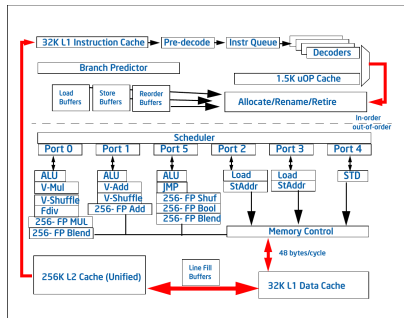 32K L1 Instruction Cache
Pre-decode
Instr Queue
Decoders
Branch Predictor
1.5K uOP Cache
Load
Buffers
Store
Buffers
Reorder
Buffers
Allocate/Rename/Retire
In-order
out-of-order
Scheduler
Port 0
Port 1
Port 5
Port 2
Port 3
Port 4
ALU
V-Mul
V-Shuffle
Fdiv
256- FP MUL
256- FP Blend
ALU
V-Add
V-Shuffle
256- FP Add
ALU
JMP
256- FP Shuf
256- FP Bool
256- FP Blend
Load
StAddr
Load
StAddr
STD
Memory Control
48 bytes/cycle
256K L2 Cache (Unified)
Line Fill
Buffers
32K L1 Data Cache